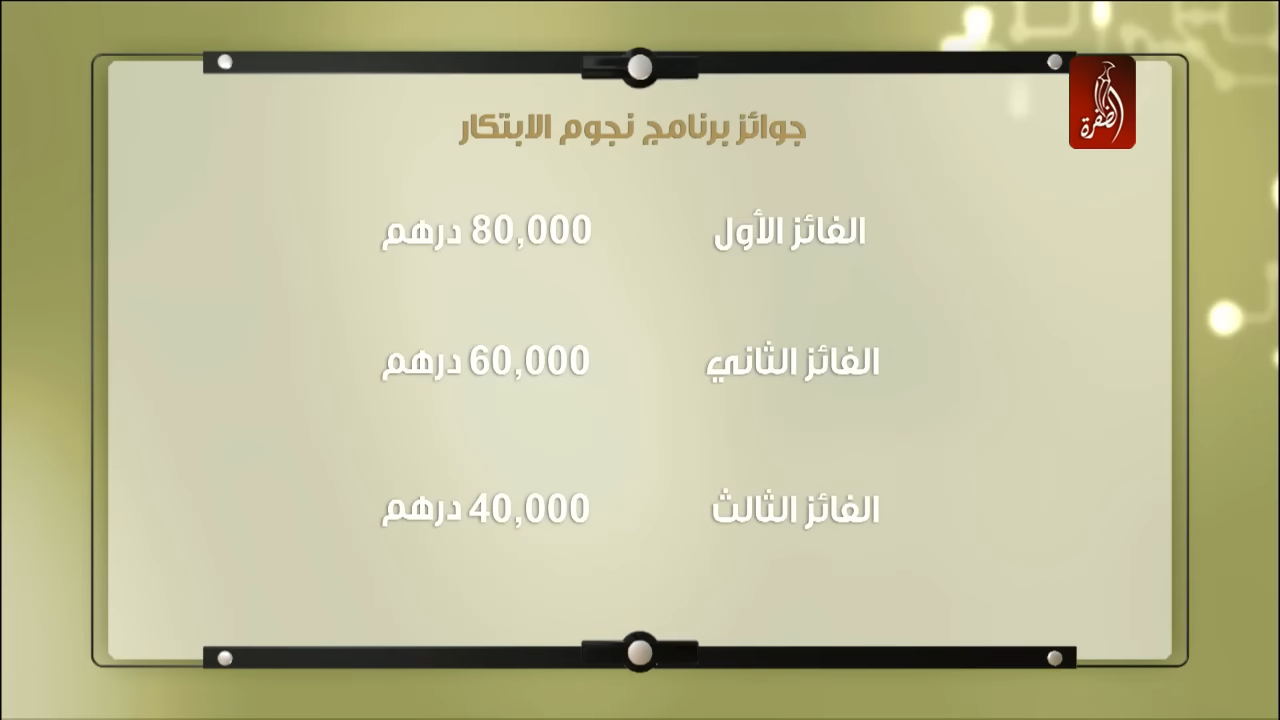 الظفرة
جوائز برنامج نجوم الابتكار
الفائز الأول 80,000 درهم
الفائز الثاني 60,000 درهم
الفائز الثالث 40,000 درهم